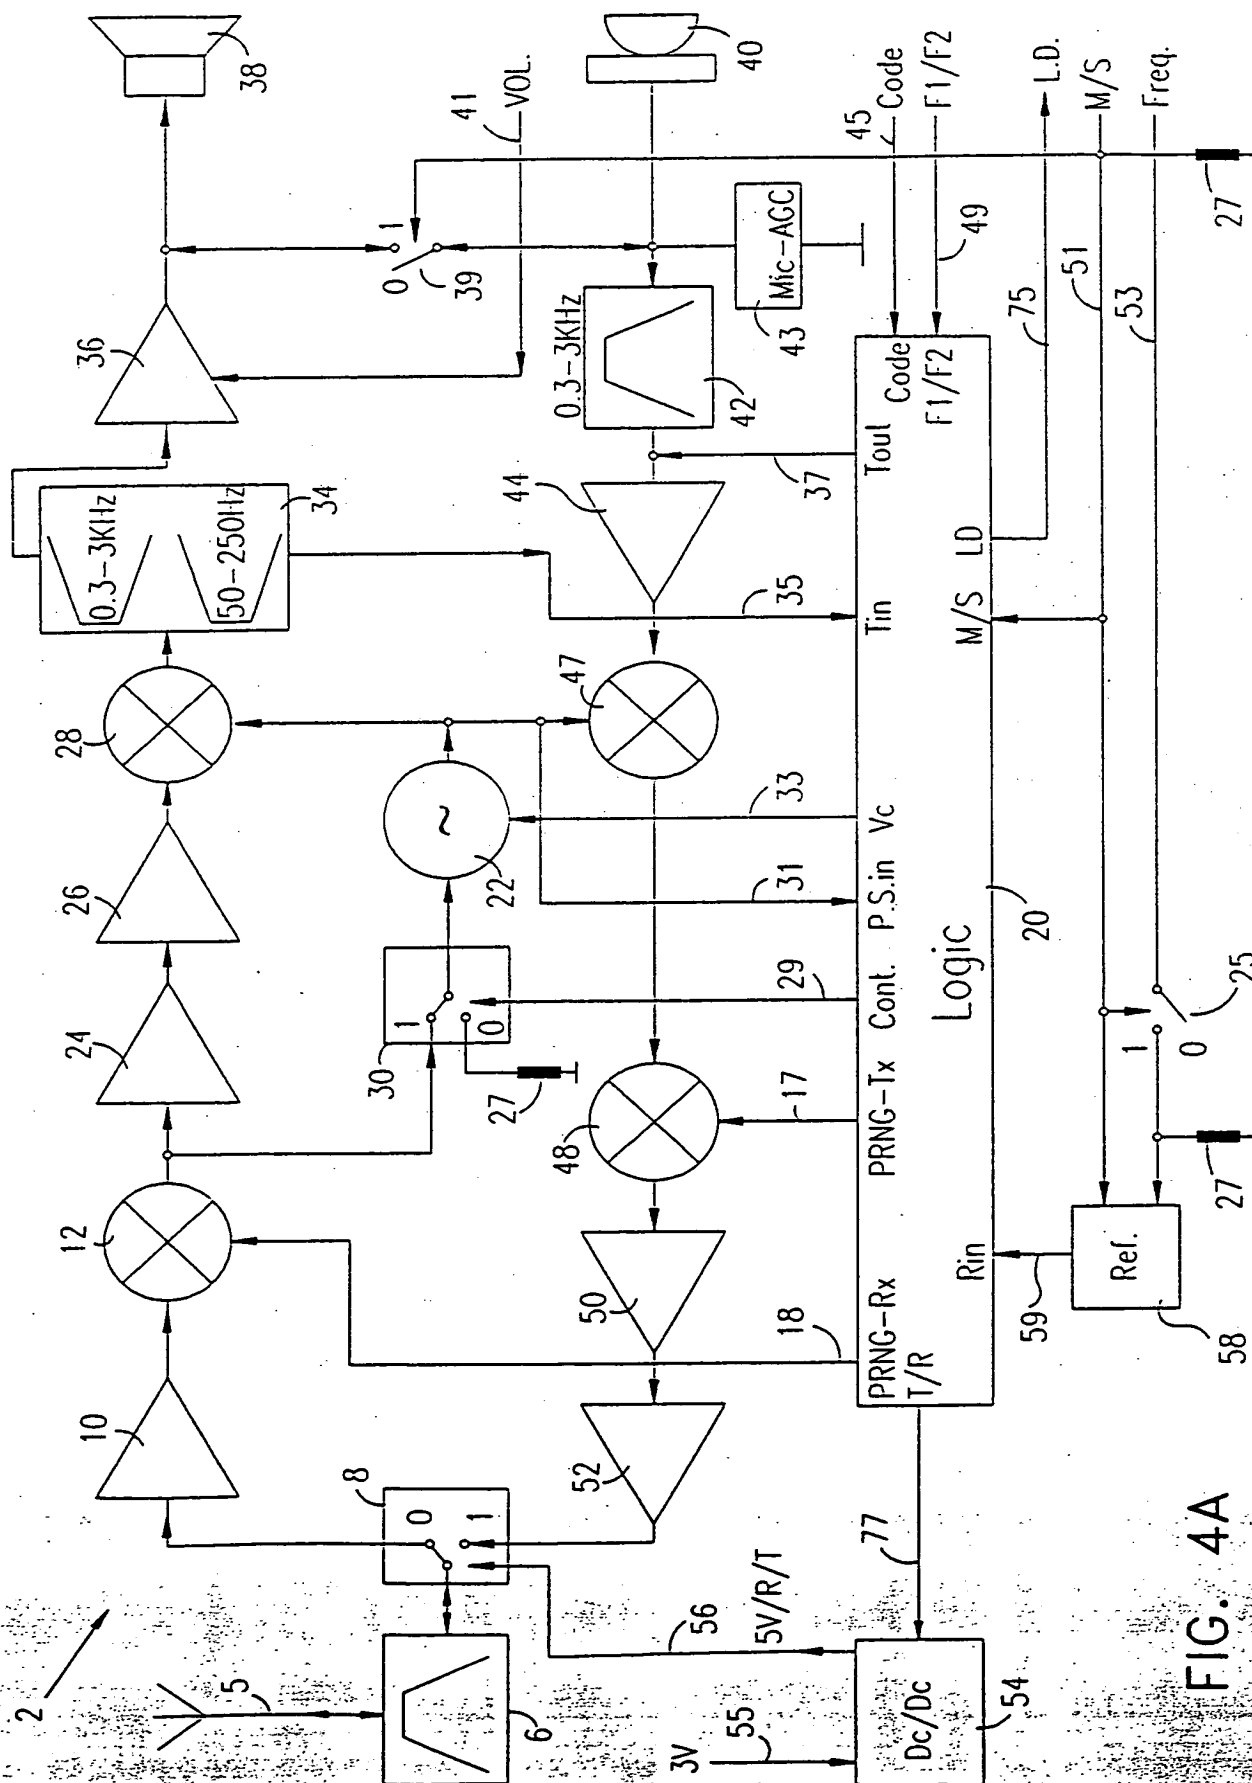 2
5
6
8
0
1
10
12
24
26
28
0.3-3KHz
50-250Hz
34
36
38
40
VOL.
41
1
0
39
0.3-3KHz
42
Mic-AGC
43
44
47
22
~
30
1
0
27
48
50
52
18
17
29
31
33
35
37
PRNG-Rx
T/R
PRNG-Tx
Cont.
P.S.in
Vc
Tin
Tout
Code
F1/F2
Logic
20
Rin
M/S
LD
45
Code
F1/F2
49
75
L.D.
51
M/S
53
Freq.
27
25
1
0
27
59
Ref.
58
77
56
5V/R/T
3V
55
Dc/Dc
54
FIG. 4A